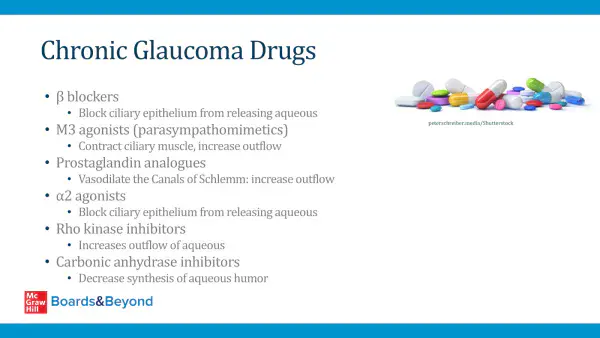 Chronic Glaucoma Drugs
• β blockers
• Block ciliary epithelium from releasing aqueous
• M3 agonists (parasympathomimetics)
• Contract ciliary muscle, increase outflow
• Prostaglandin analogues
• Vasodilate the Canals of Schlemm: increase outflow
• α2 agonists
• Block ciliary epithelium from releasing aqueous
• Rho kinase inhibitors
• Increases outflow of aqueous
• Carbonic anhydrase inhibitors
• Decrease synthesis of aqueous humor
peterschreiber.media/Shutterstock
Mc
Graw
Hill
Boards&Beyond